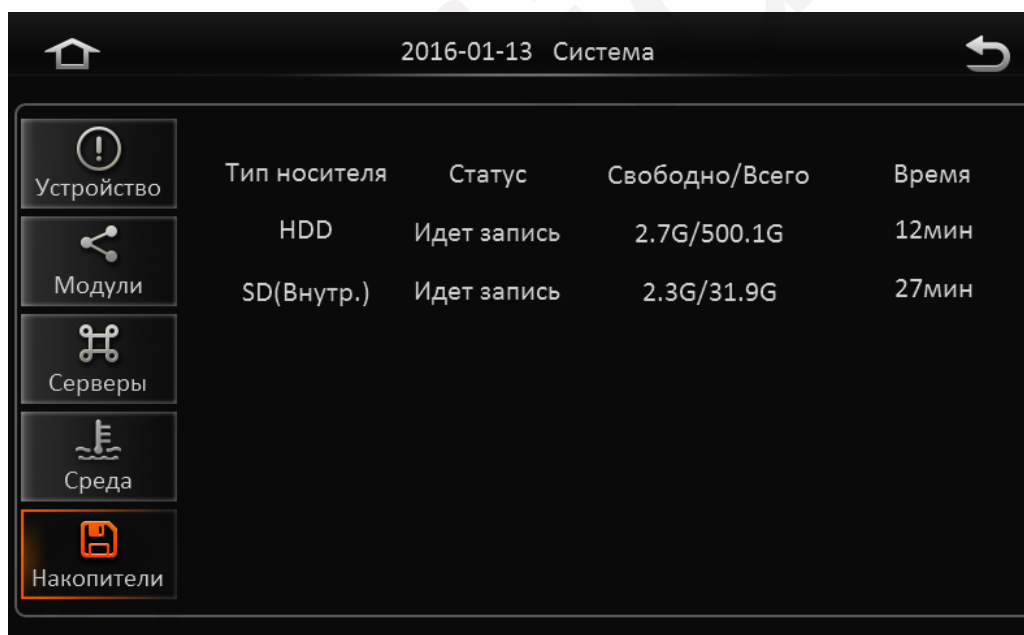 2016-01-13 Система
Устройство
Модули
Серверы
Среда
Накопители
Тип носителя Статус Свободно/Всего Время
HDD Идет запись 2.7G/500.1G 12мин
SD(Внутр.) Идет запись 2.3G/31.9G 27мин